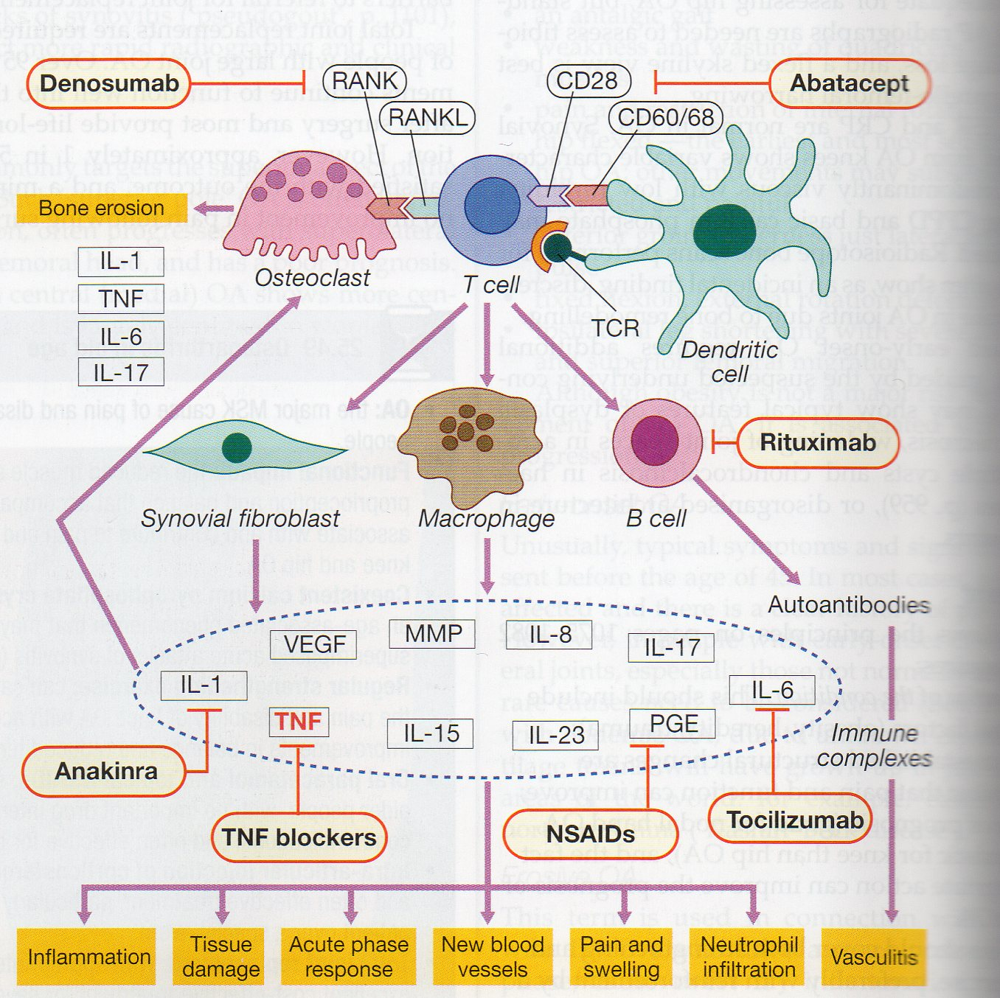 Denosumab
RANK
RANKL
CD28
CD60/68
Abatacept
Bone erosion
IL-1
TNF
IL-6
IL-17
Osteoclast
T cell
TCR
Dendritic
cell
Rituximab
Synovial fibroblast
Macrophage
B cell
Autoantibodies
VEGF
MMP
IL-8
IL-17
IL-1
IL-6
TNF
IL-15
IL-23
PGE
Immune
complexes
Anakinra
TNF blockers
NSAIDs
Tocilizumab
Inflammation
Tissue
damage
Acute phase
response
New blood
vessels
Pain and
swelling
Neutrophil
infiltration
Vasculitis